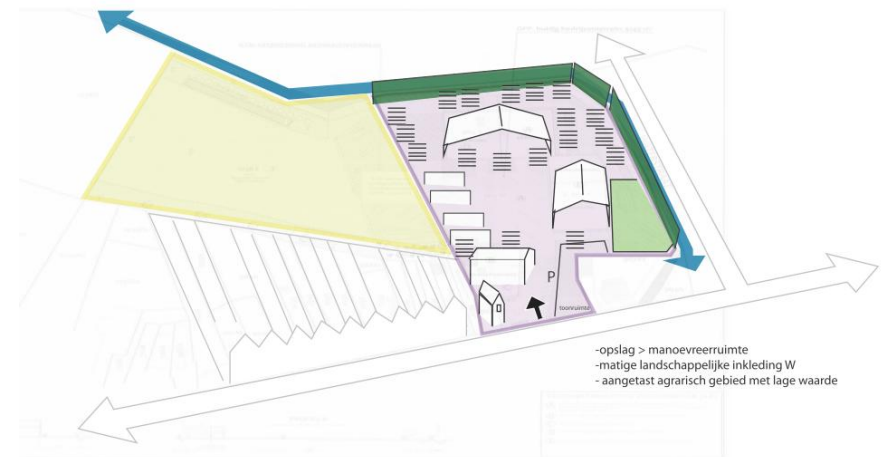 P
toonruimte
-opslag > manoevreerruimte
-matige landschappelijke inkleding W
- aangetast agrarisch gebied met lage waarde